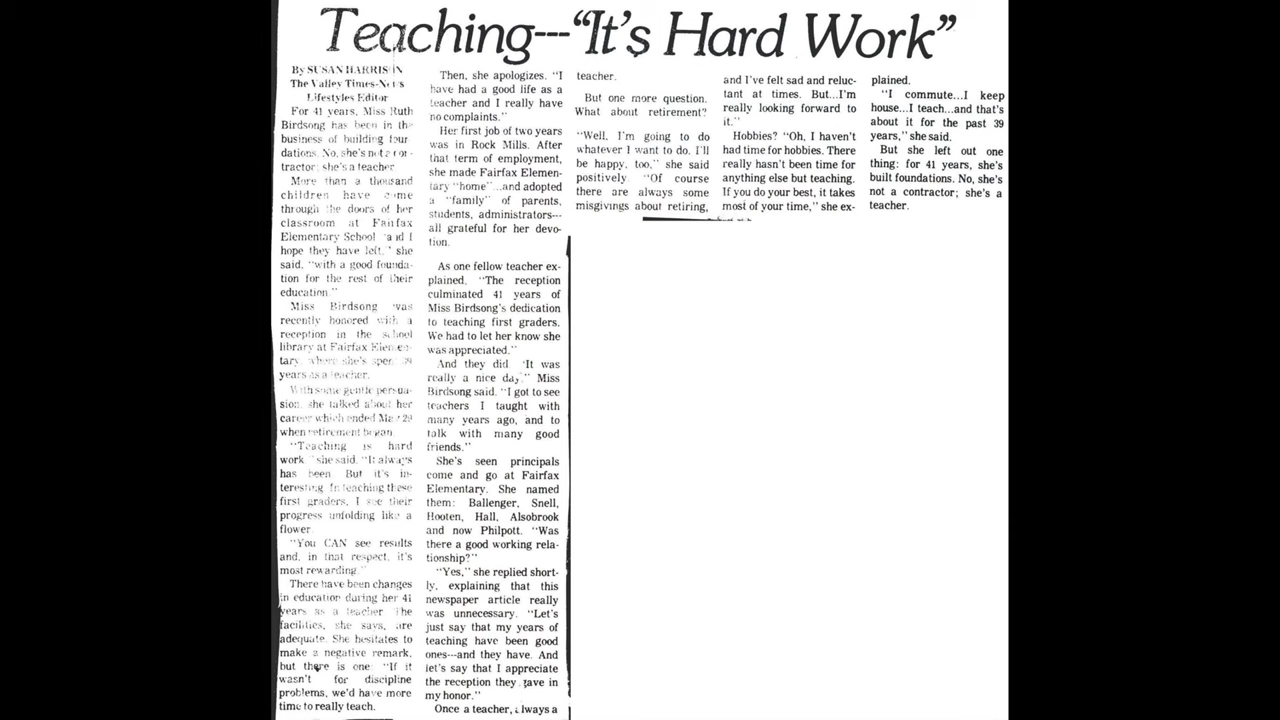 Teaching---"It's Hard Work"
By SUSAN HARRISON
The Valley Times-News
Lifestyles Editor
For 41 years, Miss Ruth
Birdsong has been in the
business of building foun-
dations. No, she's not a con-
tractor; she's a teacher
More than a thousand
children have come
through the doors of her
classroom at Fairfax
Elementary School "and I
hope they have left," she
said, "with a good founda-
tion for the rest of their
education."
Miss Birdsong was
recently honored with a
reception in the school
library at Fairfax Elemen-
tary, where she's spent 39
years as a teacher.
With some gentle persua-
sion, she talked about her
career which ended May 29
when retirement began.
"Teaching is hard
work," she said. "It always
has been. But it's in-
teresting. In teaching these
first graders, I see their
progress unfolding like a
flower
"You CAN see results
and, in that respect, it's
most rewarding."
There have been changes
in education during her 41
years as a teacher. The
facilities, she says, are
adequate. She hesitates to
make a negative remark,
but there is one: "If it
wasn't for discipline
problems, we'd have more
time to really teach.
Then, she apologizes. "I
have had a good life as a
teacher and I really have
no complaints."
Her first job of two years
was in Rock Mills. After
that term of employment,
she made Fairfax Elemen-
tary "home"...and adopted
a "family" of parents,
students, administrators---
all grateful for her devo-
tion.
As one fellow teacher ex-
plained, "The reception
culminated 41 years of
Miss Birdsong's dedication
to teaching first graders.
We had to let her know she
was appreciated."
And they did. "It was
really a nice day," Miss
Birdsong said. "I got to see
teachers I taught with
many years ago, and to
talk with many good
friends."
She's seen principals
come and go at Fairfax
Elementary. She named
them: Ballenger, Snell,
Hooten, Hall, Alsobrook
and now Philpott. "Was
there a good working rela-
tionship?"
"Yes," she replied short-
ly, explaining that this
newspaper article really
was unnecessary. "Let's
just say that my years of
teaching have been good
ones---and they have. And
let's say that I appreciate
the reception they gave in
my honor."
Once a teacher, always a
teacher.
But one more question.
What about retirement?
"Well, I'm going to do
whatever I want to do. I'll
be happy, too," she said
positively "Of course
there are always some
misgivings about retiring,
and I've felt sad and reluc-
tant at times. But...I'm
really looking forward to
it."
Hobbies? "Oh, I haven't
had time for hobbies. There
really hasn't been time for
anything else but teaching.
If you do your best, it takes
most of your time," she ex-
plained.
"I commute...I keep
house...I teach...and that's
about it for the past 39
years," she said.
But she left out one
thing: for 41 years, she's
built foundations. No, she's
not a contractor; she's a
teacher.